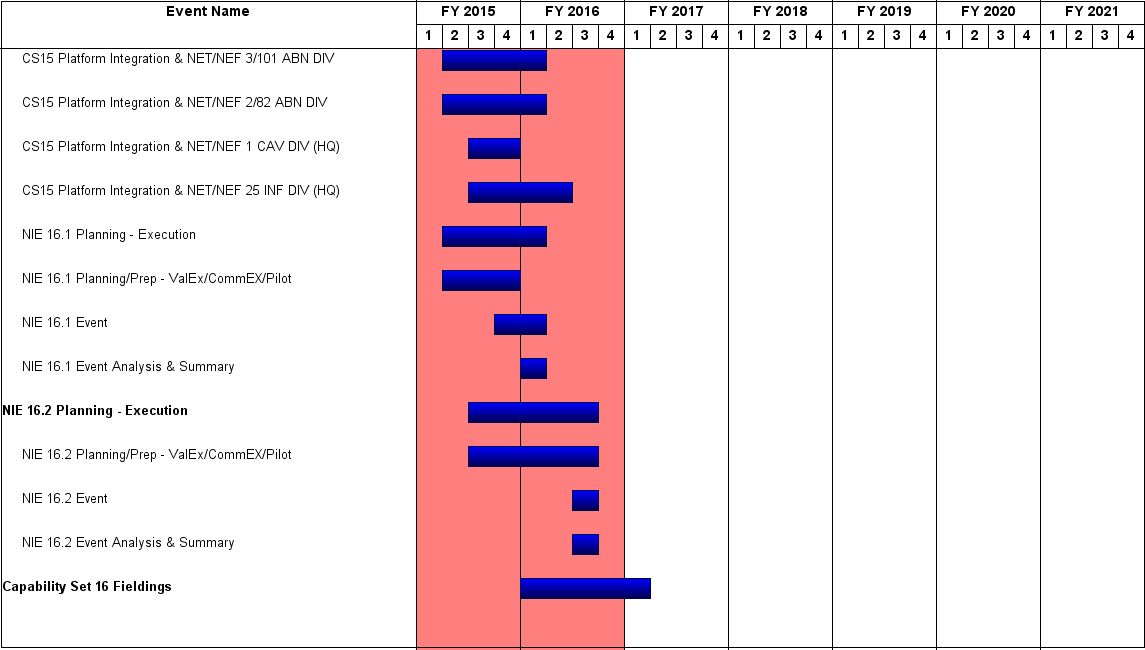 Event Name FY 2015 FY 2016 FY 2017 FY 2018 FY 2019 FY 2020 FY 2021
1 2 3 4 1 2 3 4 1 2 3 4 1 2 3 4 1 2 3 4 1 2 3 4 1 2 3 4
CS15 Platform Integration & NET/NEF 3/101 ABN DIV
CS15 Platform Integration & NET/NEF 2/82 ABN DIV
CS15 Platform Integration & NET/NEF 1 CAV DIV (HQ)
CS15 Platform Integration & NET/NEF 25 INF DIV (HQ)
NIE 16.1 Planning - Execution
NIE 16.1 Planning/Prep - ValEx/CommEX/Pilot
NIE 16.1 Event
NIE 16.1 Event Analysis & Summary
NIE 16.2 Planning - Execution
NIE 16.2 Planning/Prep - ValEx/CommEX/Pilot
NIE 16.2 Event
NIE 16.2 Event Analysis & Summary
Capability Set 16 Fieldings